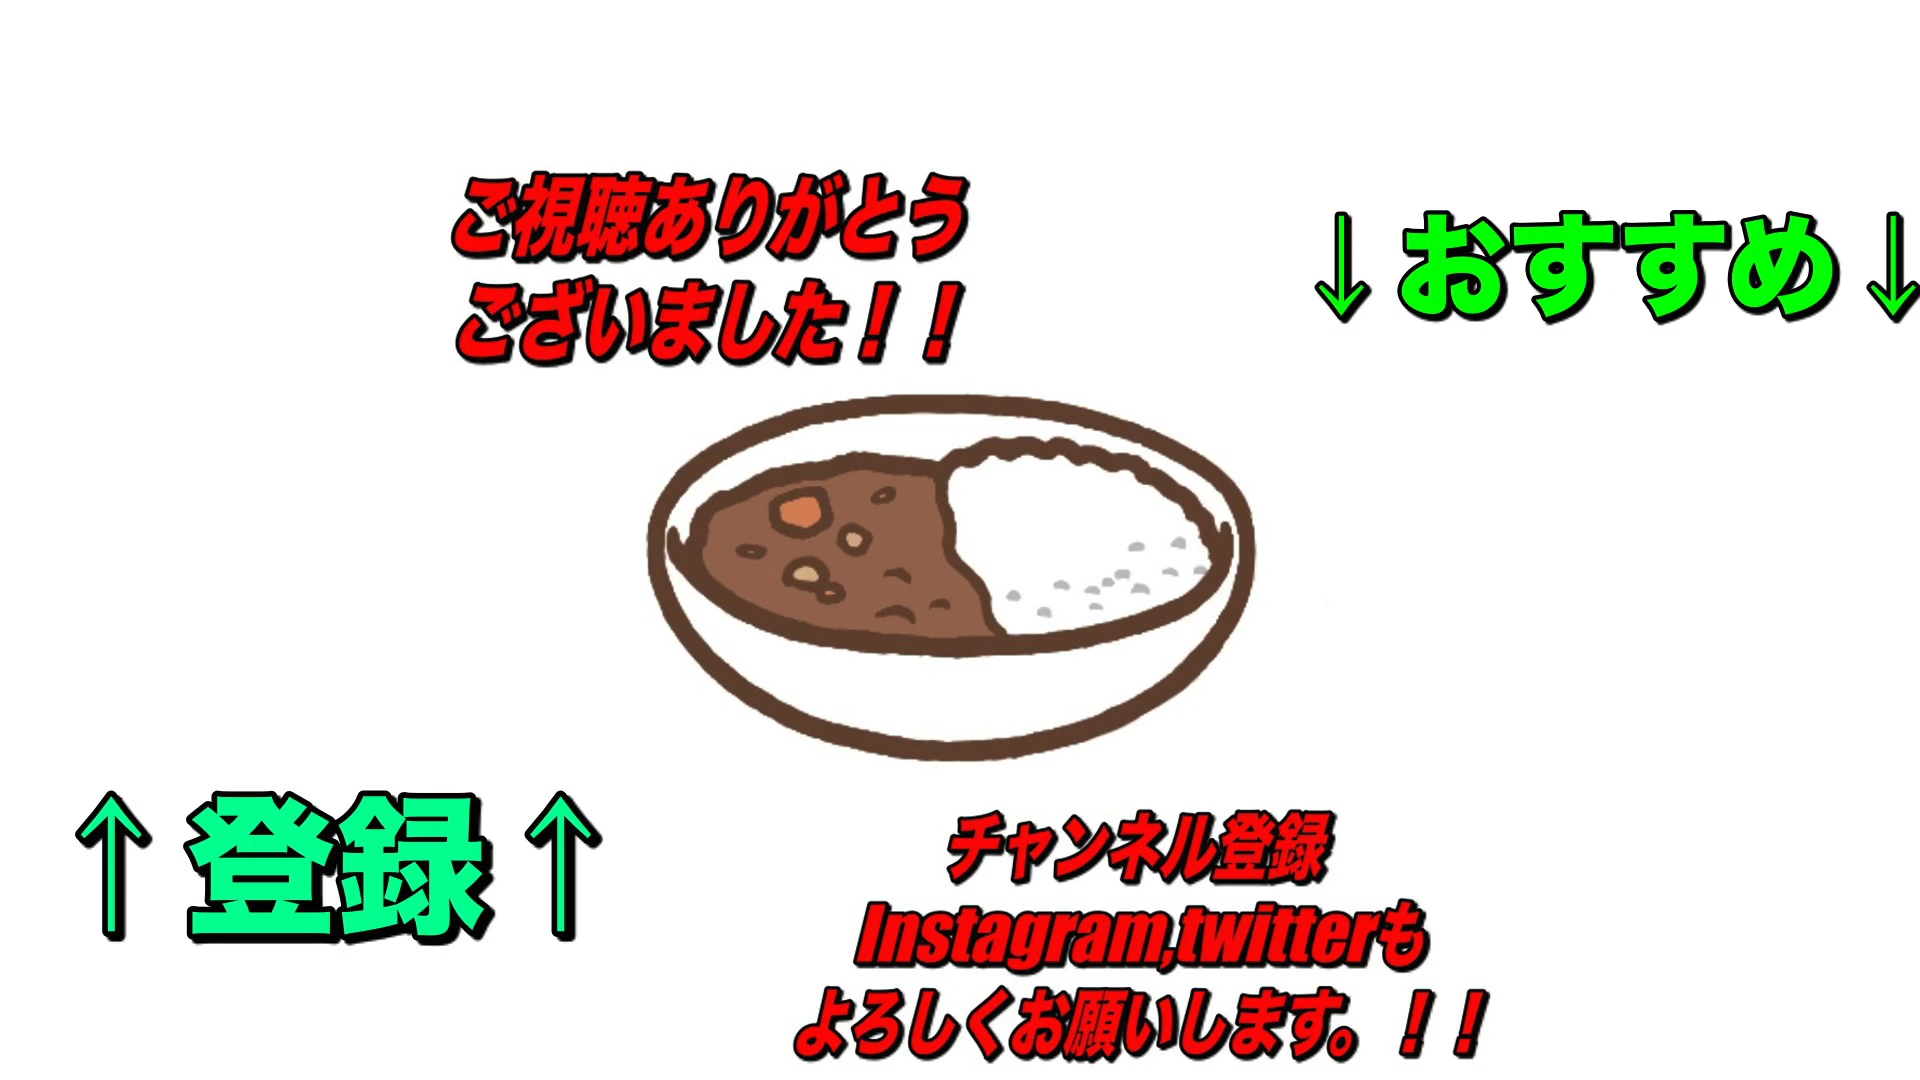 ご視聴ありがとう
ございました！！
↓おすすめ↓
↑登録↑
チャンネル登録
Instagram,twitterも
よろしくお願いします。！！